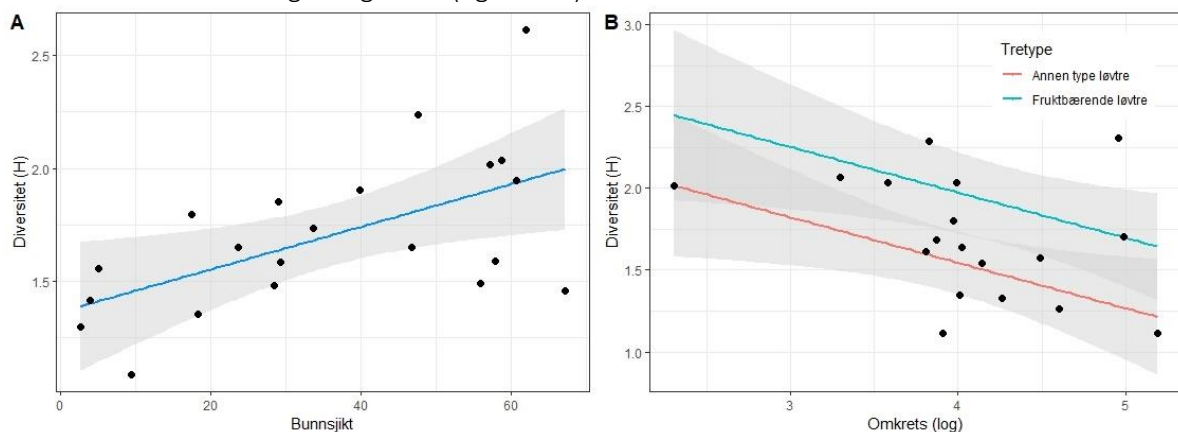 A
B
3.0
2.5
2.0
1.5
Diversitet (H)
0
20
40
60
Bunnsjikt
2.5
2.0
1.5
1.0
Diversitet (H)
3
4
5
Omkrets (log)
Tretype
Annen type løvtre
Fruktbærende løvtre